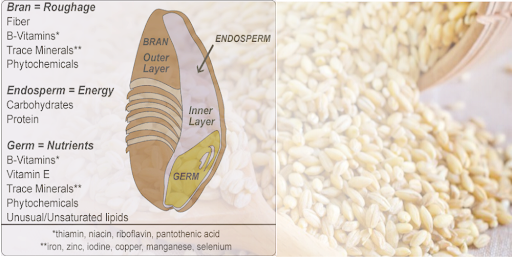 Bran = Roughage
Fiber
B-Vitamins*
Trace Minerals**
Phytochemicals
Endosperm = Energy
Carbohydrates
Protein
Germ = Nutrients
B-Vitamins*
Vitamin E
Trace Minerals**
Phytochemicals
Unusual/Unsaturated lipids
BRAN
Outer
Layer
ENDOSPERM
Inner
Layer
GERM
*thiamin, niacin, riboflavin, pantothenic acid
**iron, zinc, iodine, copper, manganese, selenium